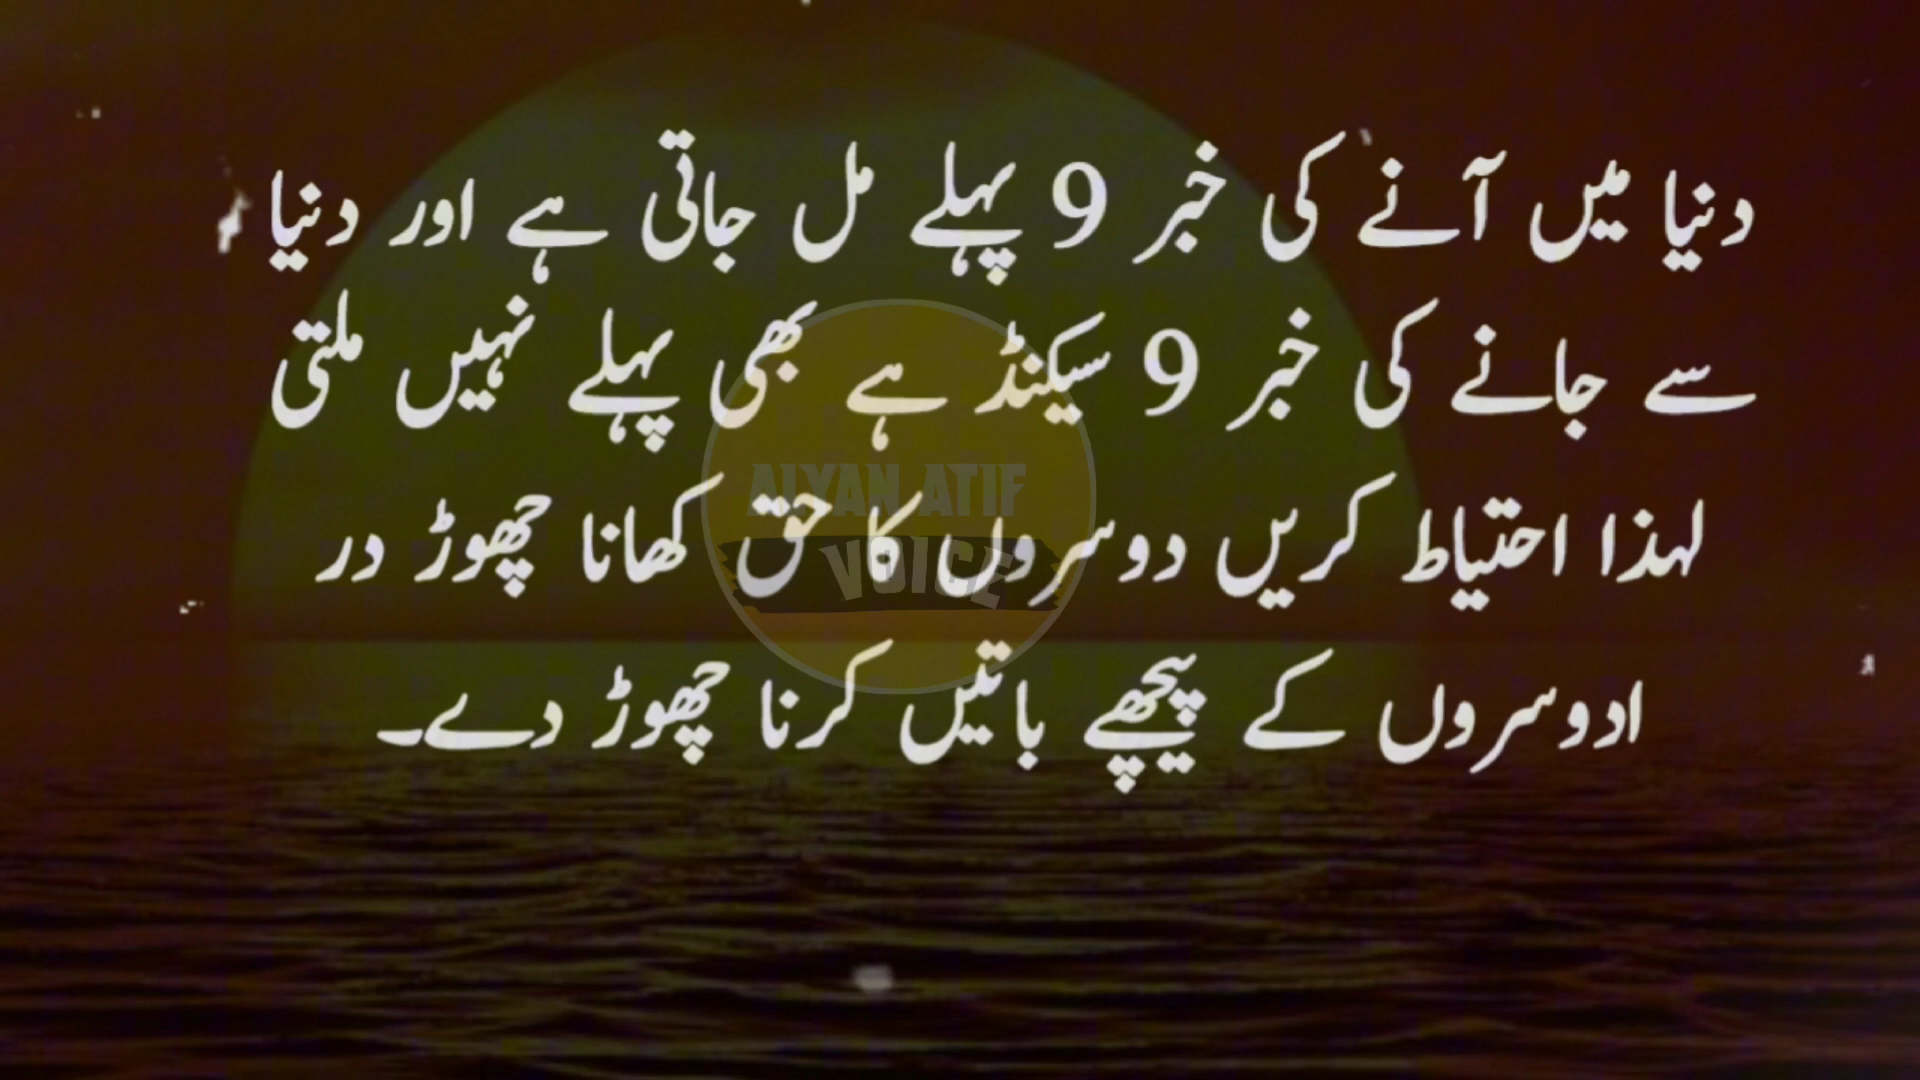 دنیا میں آنے کی خبر 9 پہلے مل جاتی ہے اور دنیا
سے جانے کی خبر 9 سیکنڈ ہے بھی پہلے نہیں ملتی
لہذا احتیاط کریں دوسروں کا حق کھانا چھوڑ در
ادوسروں کے پیچھے باتیں کرنا چھوڑ دے۔
AIYAN ATIF
VOICE